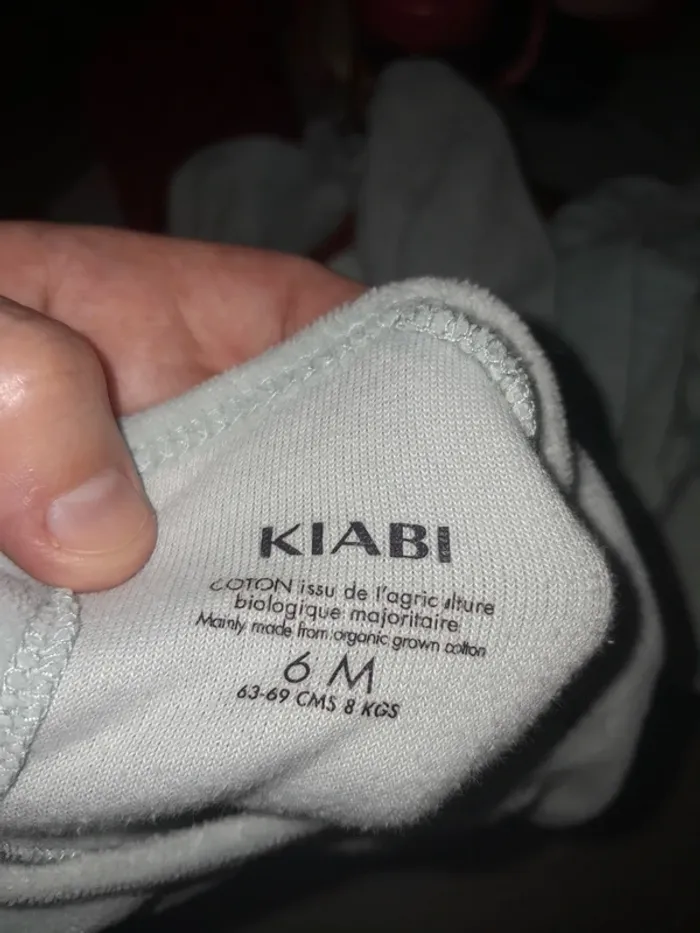 KIABI
COTON issu de l'agriculture
biologique majoritaire
Mainly made from organic grown cotton
6 M
63-69 CMS 8 KGS